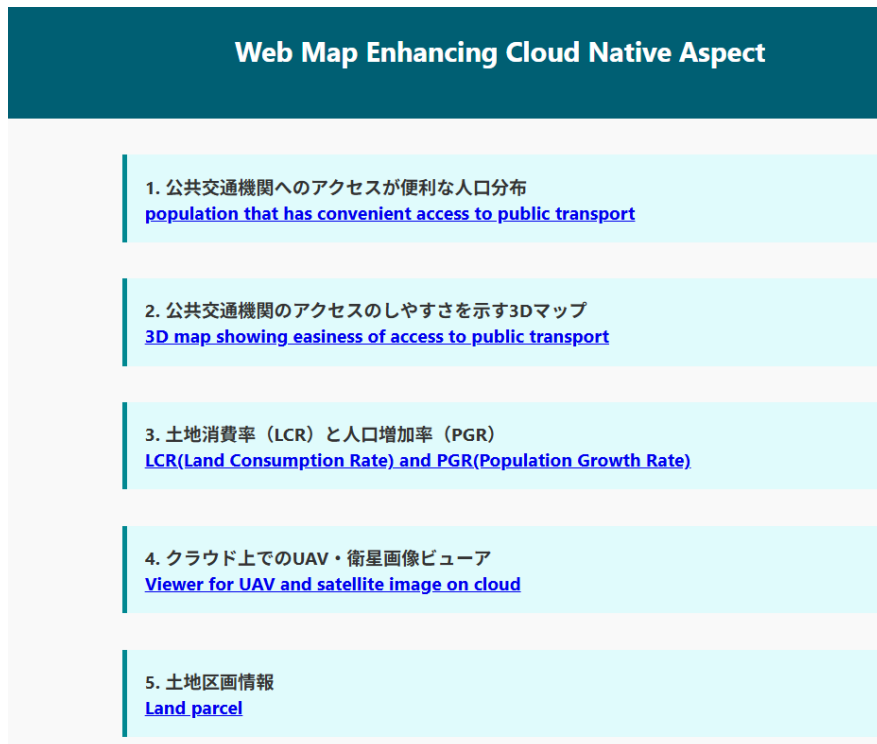 Web Map Enhancing Cloud Native Aspect
1. 公共交通機関へのアクセスが便利な人口分布
population that has convenient access to public transport
2. 公共交通機関のアクセスのしやすさを示す3Dマップ
3D map showing easiness of access to public transport
3. 土地消費率（LCR）と人口増加率（PGR）
LCR(Land Consumption Rate) and PGR(Population Growth Rate)
4. クラウド上でのUAV・衛星画像ビューア
Viewer for UAV and satellite image on cloud
5. 土地区画情報
Land parcel